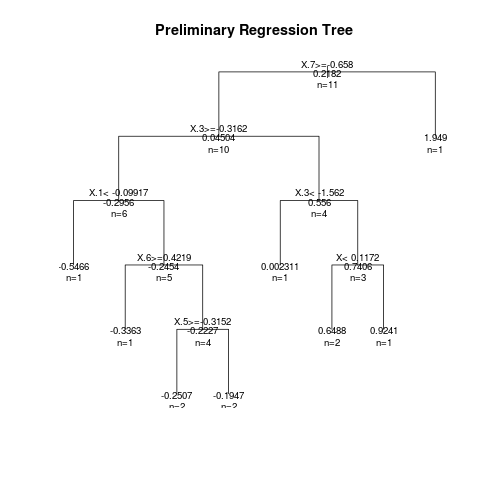 Preliminary Regression Tree
X.7>=-0.658
0.2182
n=11
X.3>=-0.3162
0.04504
n=10
1.949
n=1
X.1< -0.09917
-0.2956
n=6
X.3< -1.562
0.556
n=4
-0.5466
n=1
X.6>=0.4219
-0.2454
n=5
0.002311
n=1
X< 0.1172
0.7406
n=3
-0.3363
n=1
X.5>=-0.3152
-0.2227
n=4
0.6488
n=2
0.9241
n=1
-0.2507
n=2
-0.1947
n=2